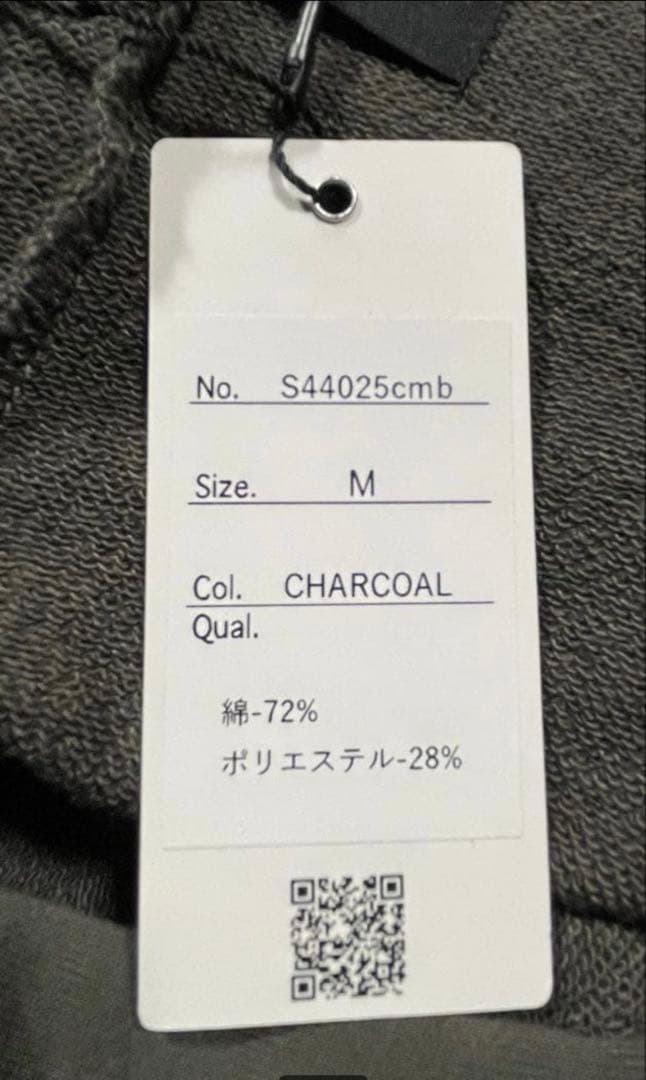 No. S44025cmb
Size. M
Col. CHARCOAL
Qual.
綿-72%
ポリエステル-28%